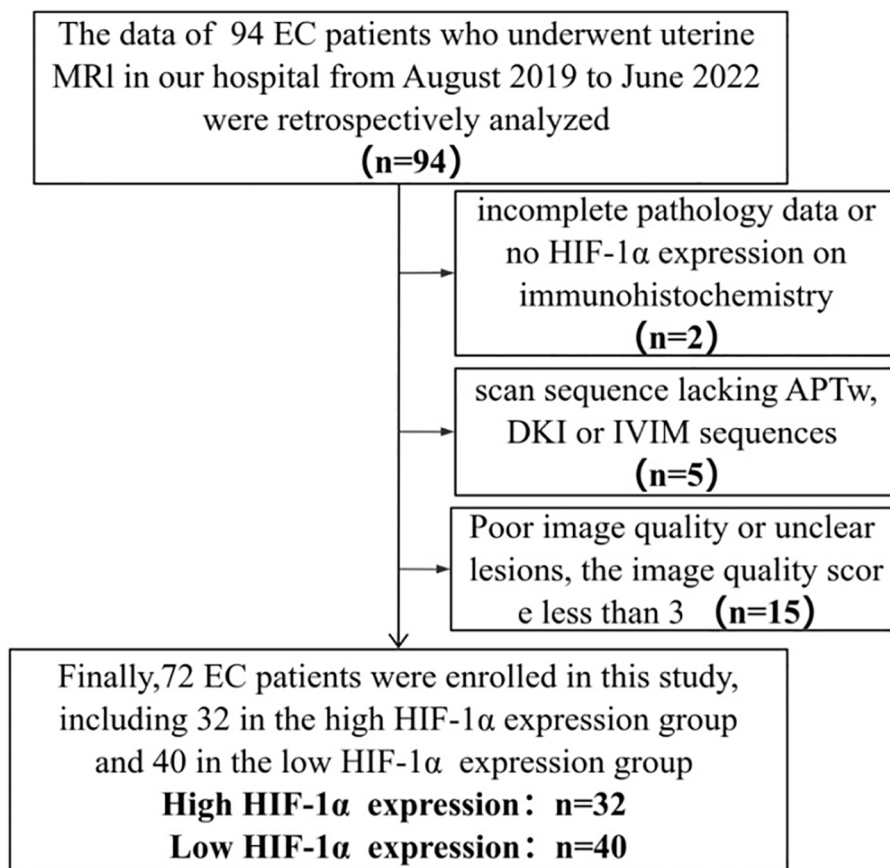 The data of 94 EC patients who underwent uterine
MRl in our hospital from August 2019 to June 2022
were retrospectively analyzed
(n=94)
incomplete pathology data or
no HIF-1α expression on
immunohistochemistry
(n=2)
scan sequence lacking APTw,
DKI or IVIM sequences
(n=5)
Poor image quality or unclear
lesions, the image quality scor
e less than 3 (n=15)
Finally,72 EC patients were enrolled in this study,
including 32 in the high HIF-1α expression group
and 40 in the low HIF-1α expression group
High HIF-1α expression：n=32
Low HIF-1α expression：n=40